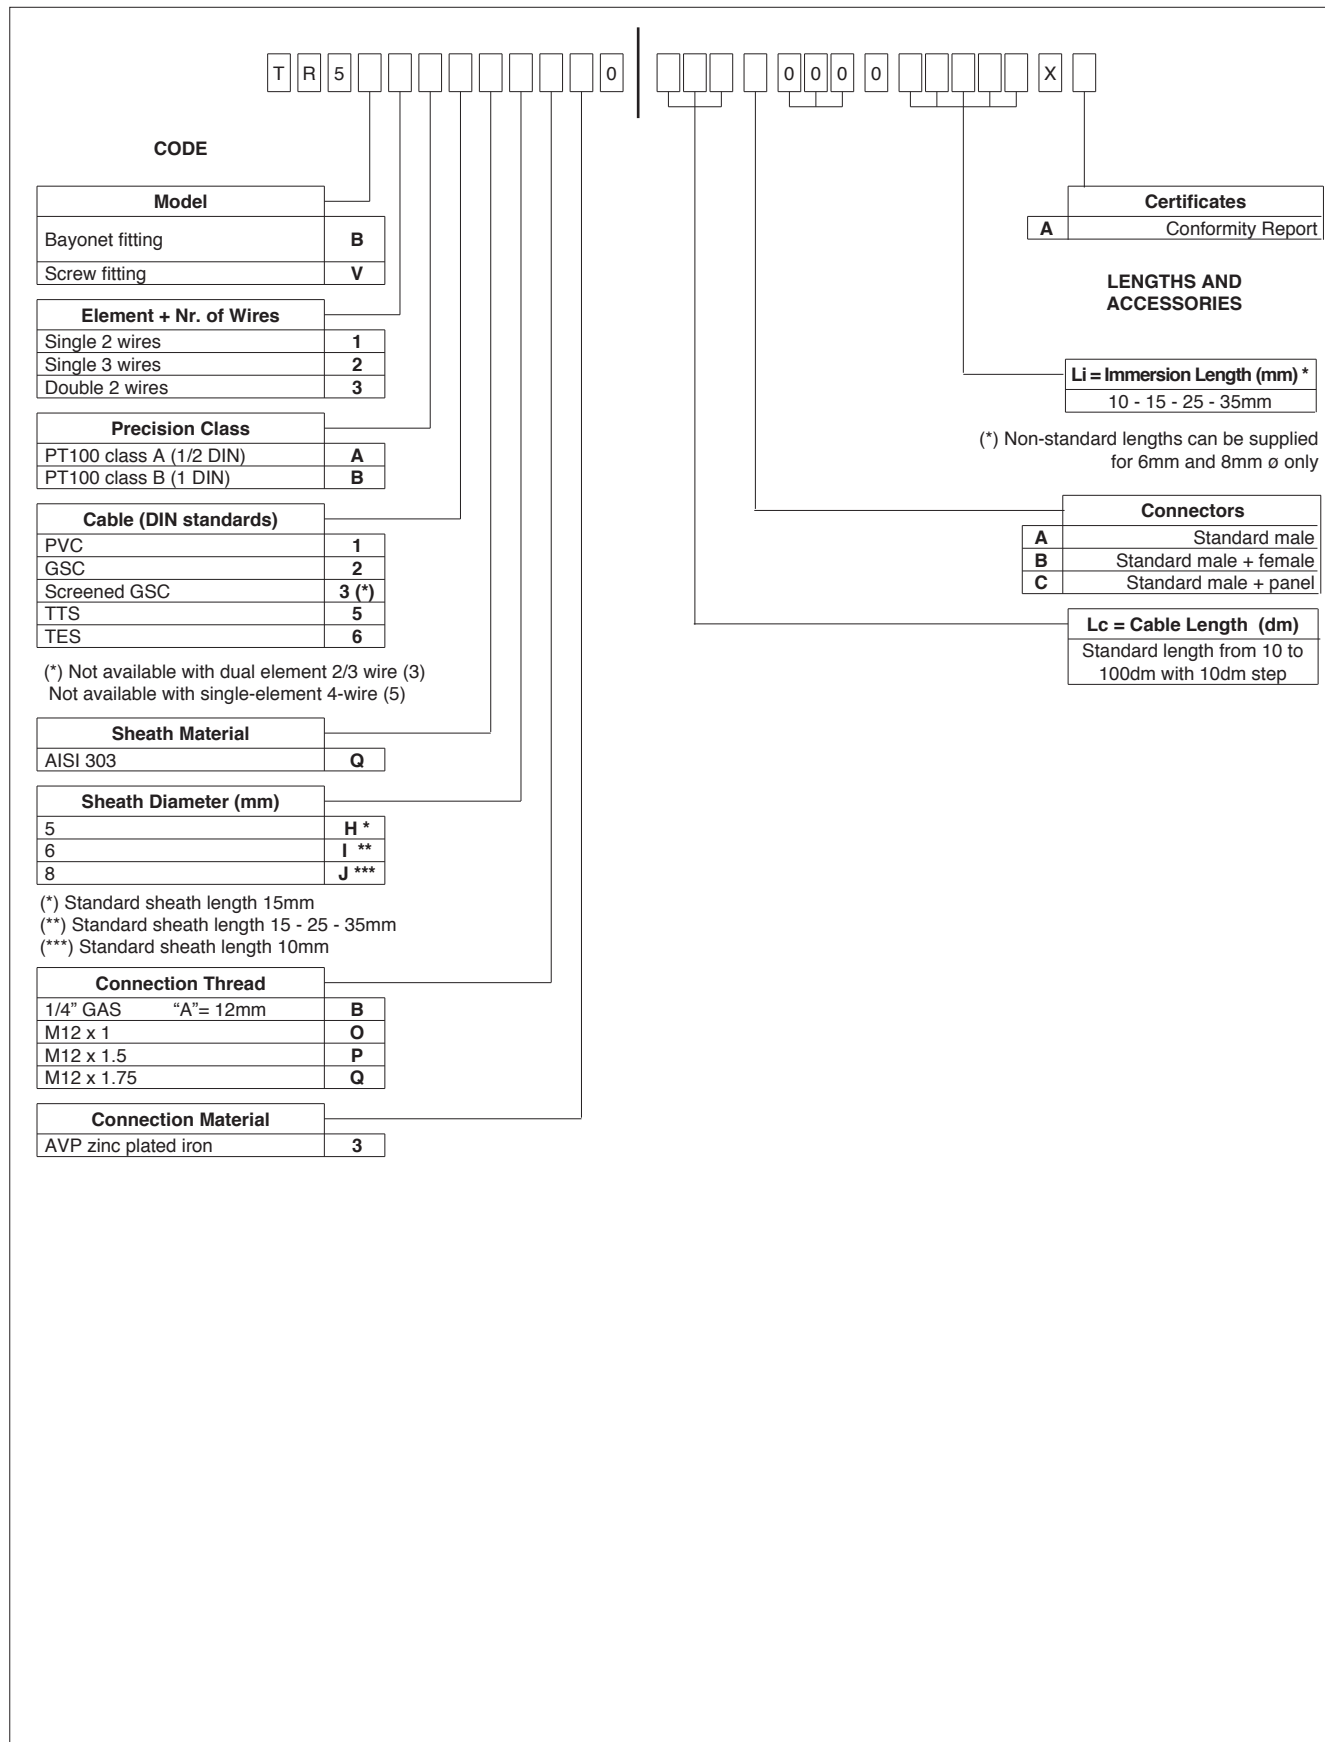 T R 5 0 0 0 0 0 X
CODE
Model
Bayonet fitting B
Screw fitting V
Element + Nr. of Wires
Single 2 wires 1
Single 3 wires 2
Double 2 wires 3
Precision Class
PT100 class A (1/2 DIN) A
PT100 class B (1 DIN) B
Cable (DIN standards)
PVC 1
GSC 2
Screened GSC 3 (*)
TTS 5
TES 6
(*) Not available with dual element 2/3 wire (3)
Not available with single-element 4-wire (5)
Sheath Material
AISI 303 Q
Sheath Diameter (mm)
5 H *
6 I **
8 J ***
(*) Standard sheath length 15mm
(**) Standard sheath length 15 - 25 - 35mm
(***) Standard sheath length 10mm
Connection Thread
1/4” GAS “A”= 12mm B
M12 x 1 O
M12 x 1.5 P
M12 x 1.75 Q
Connection Material
AVP zinc plated iron 3
Certificates
A Conformity Report
LENGTHS AND
ACCESSORIES
Li = Immersion Length (mm) *
10 - 15 - 25 - 35mm
(*) Non-standard lengths can be supplied
for 6mm and 8mm ø only
Connectors
A Standard male
B Standard male + female
C Standard male + panel
Lc = Cable Length (dm)
Standard length from 10 to
100dm with 10dm step